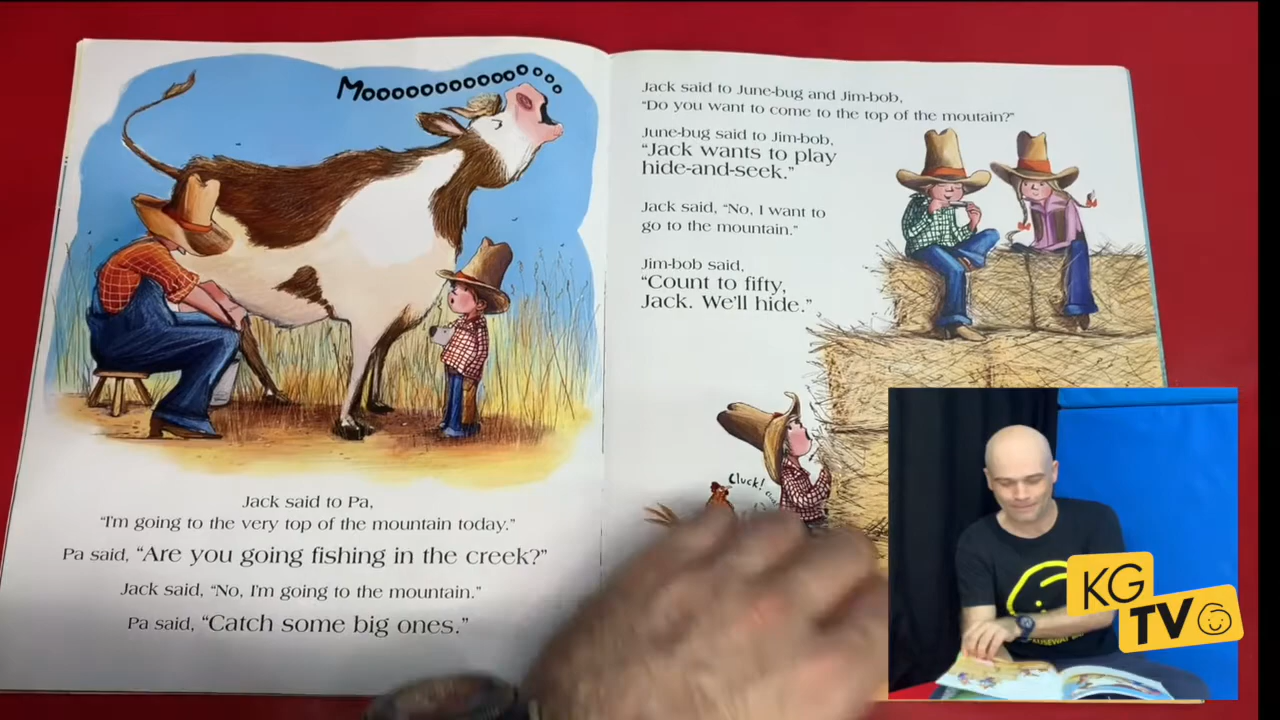 Moooooooooooooooo
Jack said to Pa,
"I'm going to the very top of the mountain today."
Pa said, "Are you going fishing in the creek?"
Jack said, "No, I'm going to the mountain."
Pa said, "Catch some big ones."
Jack said to June-bug and Jim-bob,
"Do you want to come to the top of the moutain?"
June-bug said to Jim-bob,
"Jack wants to play
hide-and-seek."
Jack said, "No, I want to
go to the mountain."
Jim-bob said,
"Count to fifty,
Jack. We'll hide."
Cluck!
KG
TV